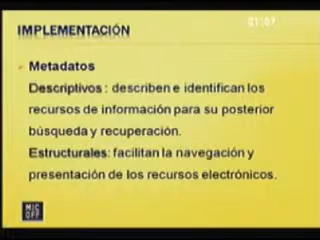 01:07
IMPLEMENTACIÓN
Metadatos
Descriptivos : describen e identifican los
recursos de información para su posterior
búsqueda y recuperación.
Estructurales: facilitan la navegación y
presentación de los recursos electrónicos.
MIC
OFF